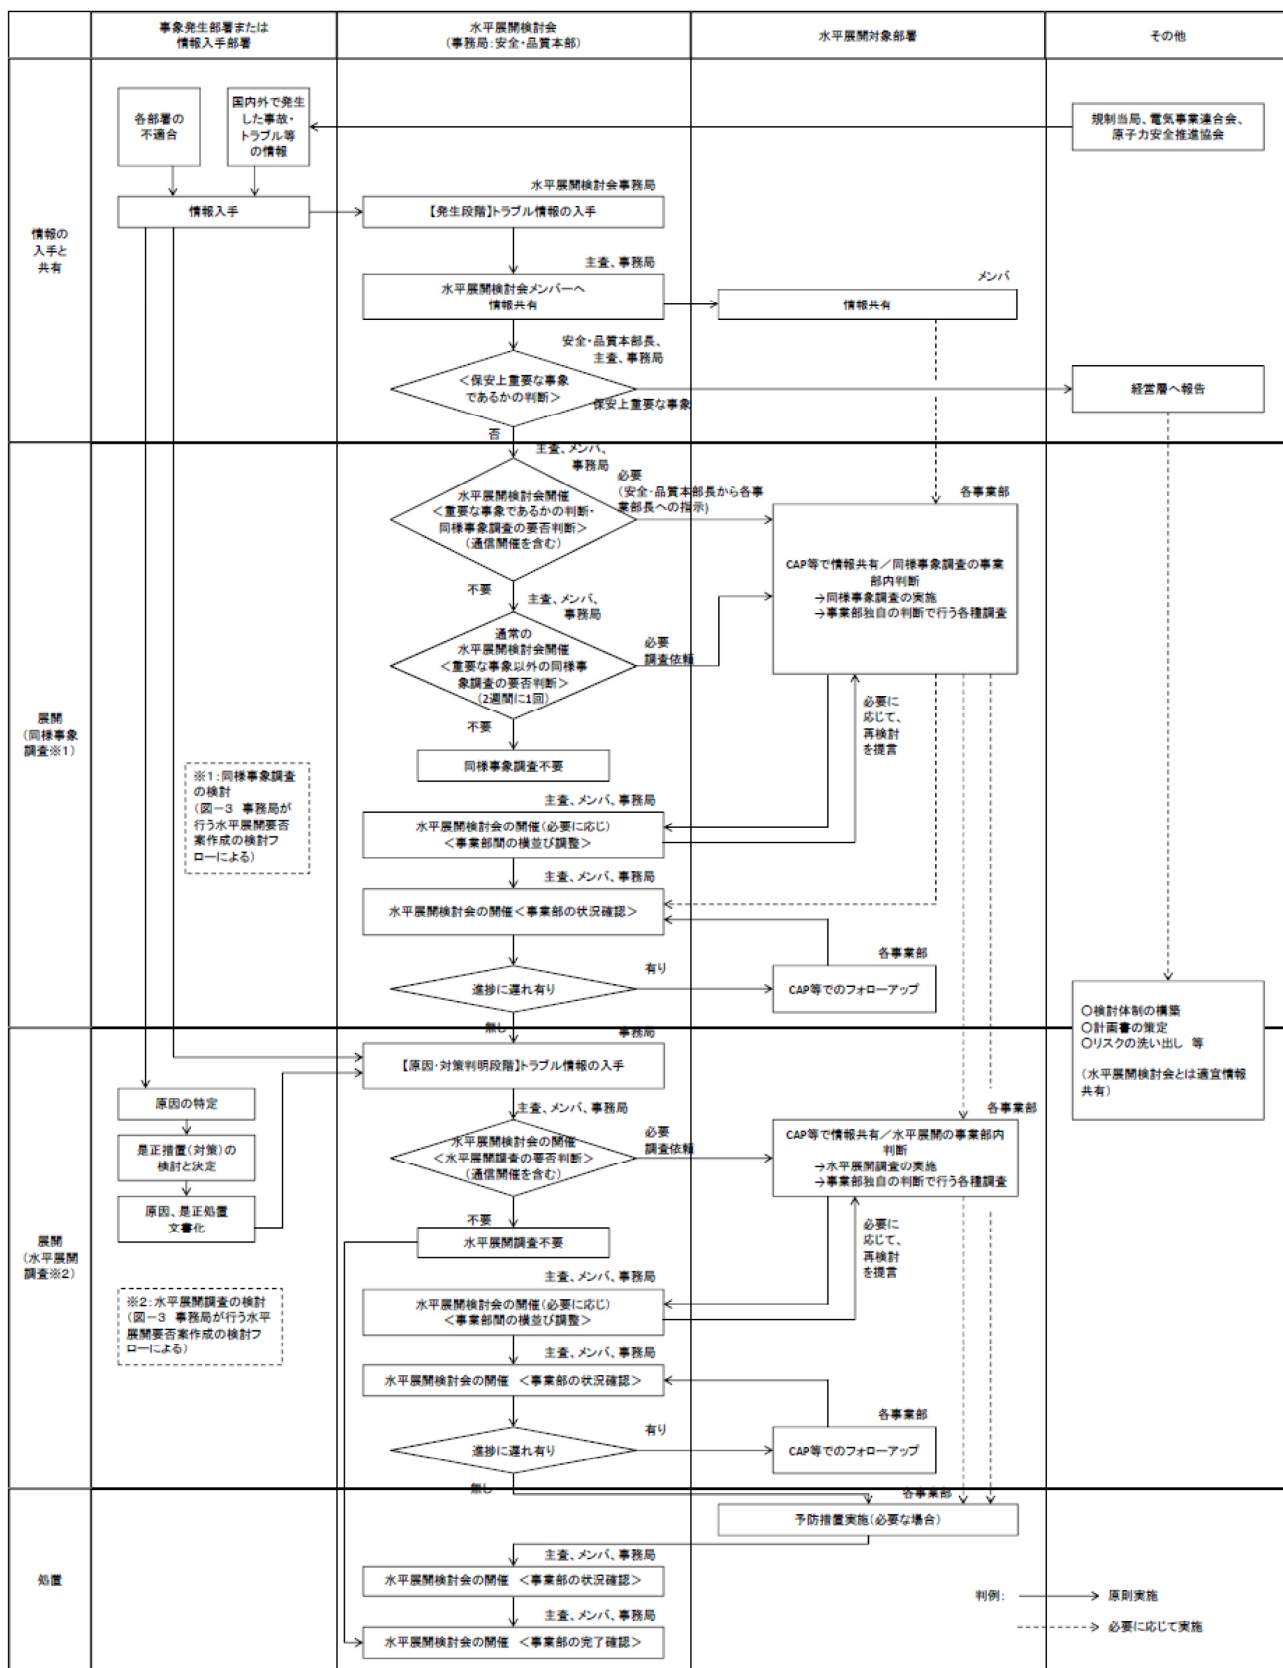 事象発生部署または
情報入手部署
水平展開検討会
(事務局:安全・品質本部)
水平展開対象部署
その他
情報の
入手と
共有
各部署の
不適合
国内外で発生
した事故・
トラブル等
の情報
規制当局、電気事業連合会、
原子力安全推進協会
情報入手
水平展開検討会事務局
【発生段階】トラブル情報の入手
主査、事務局
水平展開検討会メンバーへ
情報共有
メンバ
情報共有
安全・品質本部長、
主査、事務局
<保安上重要な事象
であるかの判断>
保安上重要な事象
経営層へ報告
否
展開
(同様事象
調査※1)
主査、メンバ、
事務局
水平展開検討会開催
<重要な事象であるかの判断・
同様事象調査の要否判断>
(通信開催を含む)
必要
(安全・品質本部長から各事
業部長への指示)
各事業部
CAP等で情報共有/同様事象調査の事業
部内判断
→同様事象調査の実施
→事業部独自の判断で行う各種調査
不要
主査、メンバ、
事務局
通常の
水平展開検討会開催
<重要な事象以外の同様事
象調査の要否判断>
(2週間に1回)
必要
調査依頼
不要
同様事象調査不要
必要に
応じて、
再検討
を提言
※1:同様事象調査
の検討
(図-3 事務局が
行う水平展開要否
案作成の検討フ
ローによる)
主査、メンバ、事務局
水平展開検討会の開催(必要に応じ)
<事業部間の横並び調整>
主査、メンバ、事務局
水平展開検討会の開催<事業部の状況確認>
進捗に遅れ有り
有り
各事業部
CAP等でのフォローアップ
無し
○検討体制の構築
○計画書の策定
○リスクの洗い出し 等
(水平展開検討会とは適宜情報
共有)
展開
(水平展開
調査※2)
事務局
【原因・対策判明段階】トラブル情報の入手
原因の特定
是正措置(対策)の
検討と決定
原因、是正処置
文書化
主査、メンバ、事務局
水平展開検討会の開催
<水平展開調査の要否判断>
(通信開催を含む)
必要
調査依頼
各事業部
CAP等で情報共有/水平展開の事業部内
判断
→水平展開調査の実施
→事業部独自の判断で行う各種調査
不要
水平展開調査不要
必要に
応じて、
再検討
を提言
※2:水平展開調査の検討
(図-3 事務局が行う水平
展開要否案作成の検討フ
ローによる)
主査、メンバ、事務局
水平展開検討会の開催(必要に応じ)
<事業部間の横並び調整>
主査、メンバ、事務局
水平展開検討会の開催 <事業部の状況確認>
進捗に遅れ有り
有り
各事業部
CAP等でのフォローアップ
無し
処置
各事業部
予防措置実施(必要な場合)
主査、メンバ、事務局
水平展開検討会の開催 <事業部の状況確認>
主査、メンバ、事務局
水平展開検討会の開催 <事業部の完了確認>
判例:
原則実施
必要に応じて実施